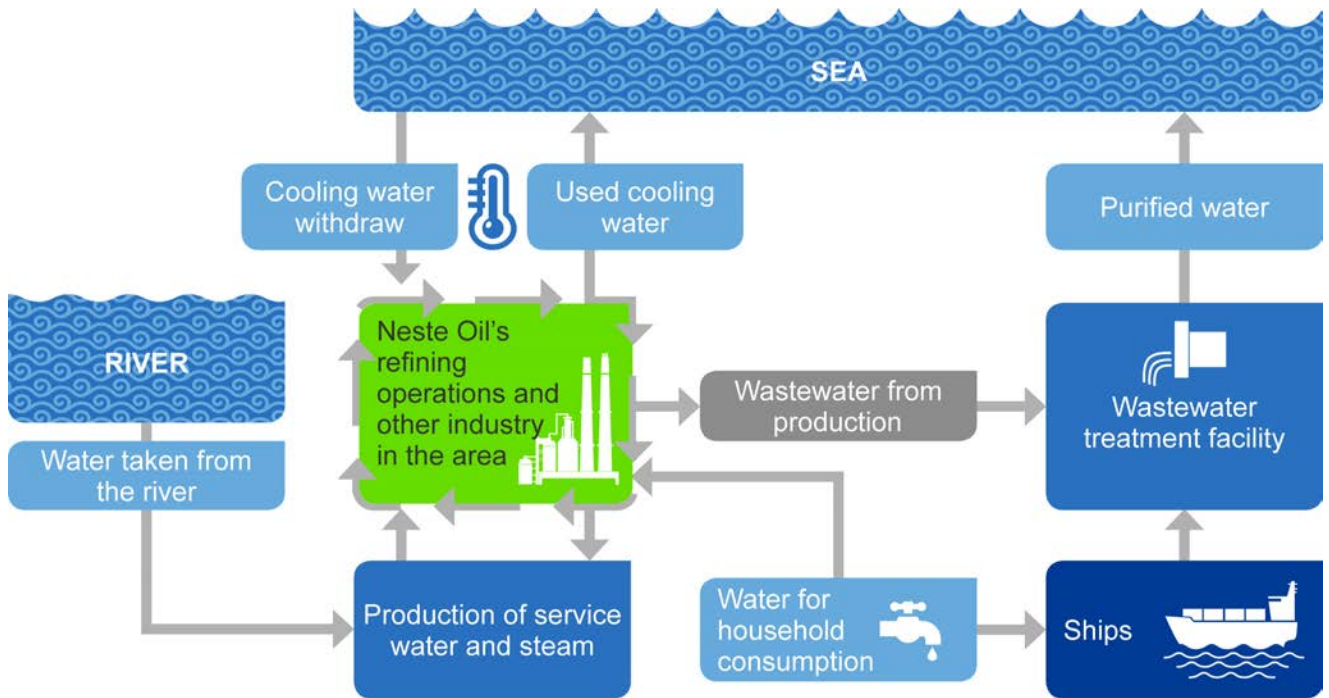 SEA
Cooling water
withdraw
Used cooling
water
Purified water
RIVER
Neste Oil's
refining
operations and
other industry
in the area
Wastewater from
production
Wastewater
treatment facility
Water taken from
the river
Production of service
water and steam
Water for
household
consumption
Ships